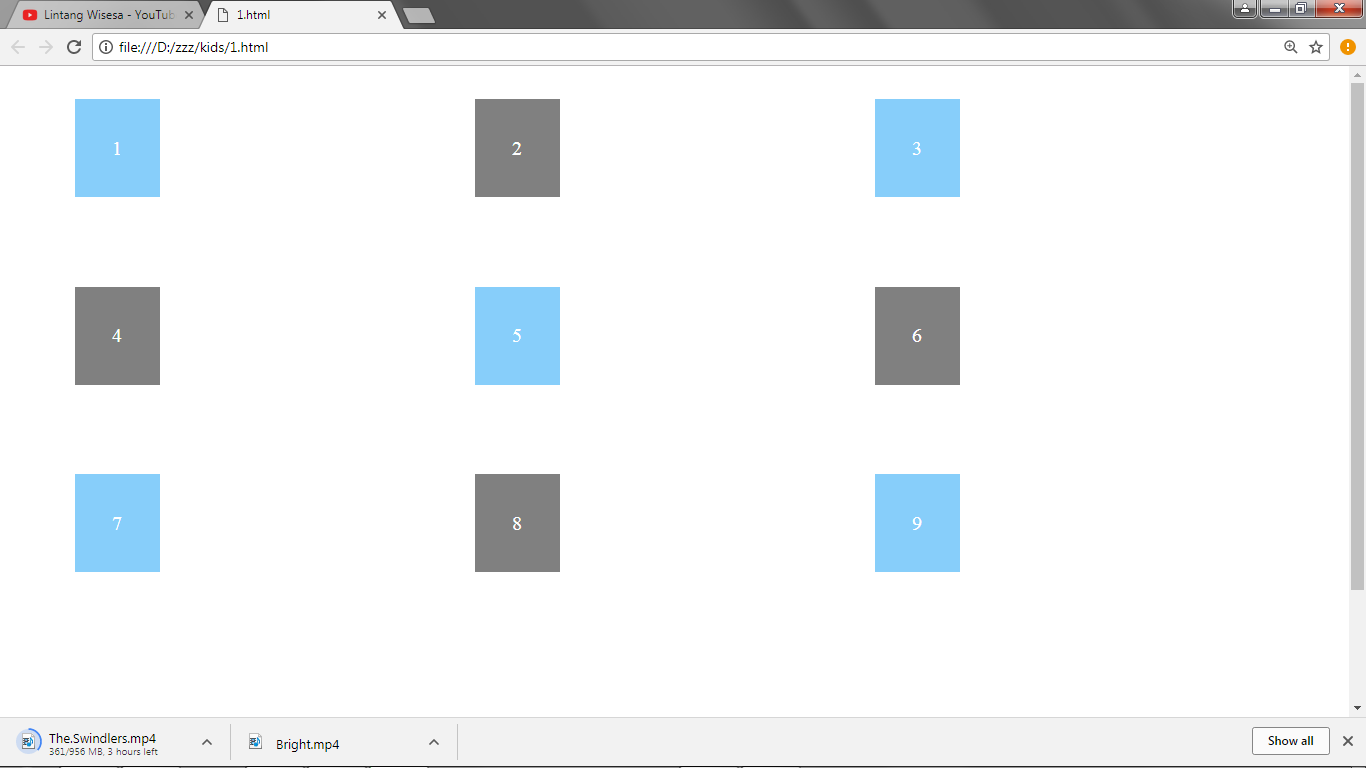 Lintang Wisesa - YouTub
1.html
file:///D:/zzz/kids/1.html
1
2
3
4
5
6
7
8
9
The.Swindlers.mp4
361/956 MB, 3 hours left
Bright.mp4
Show all